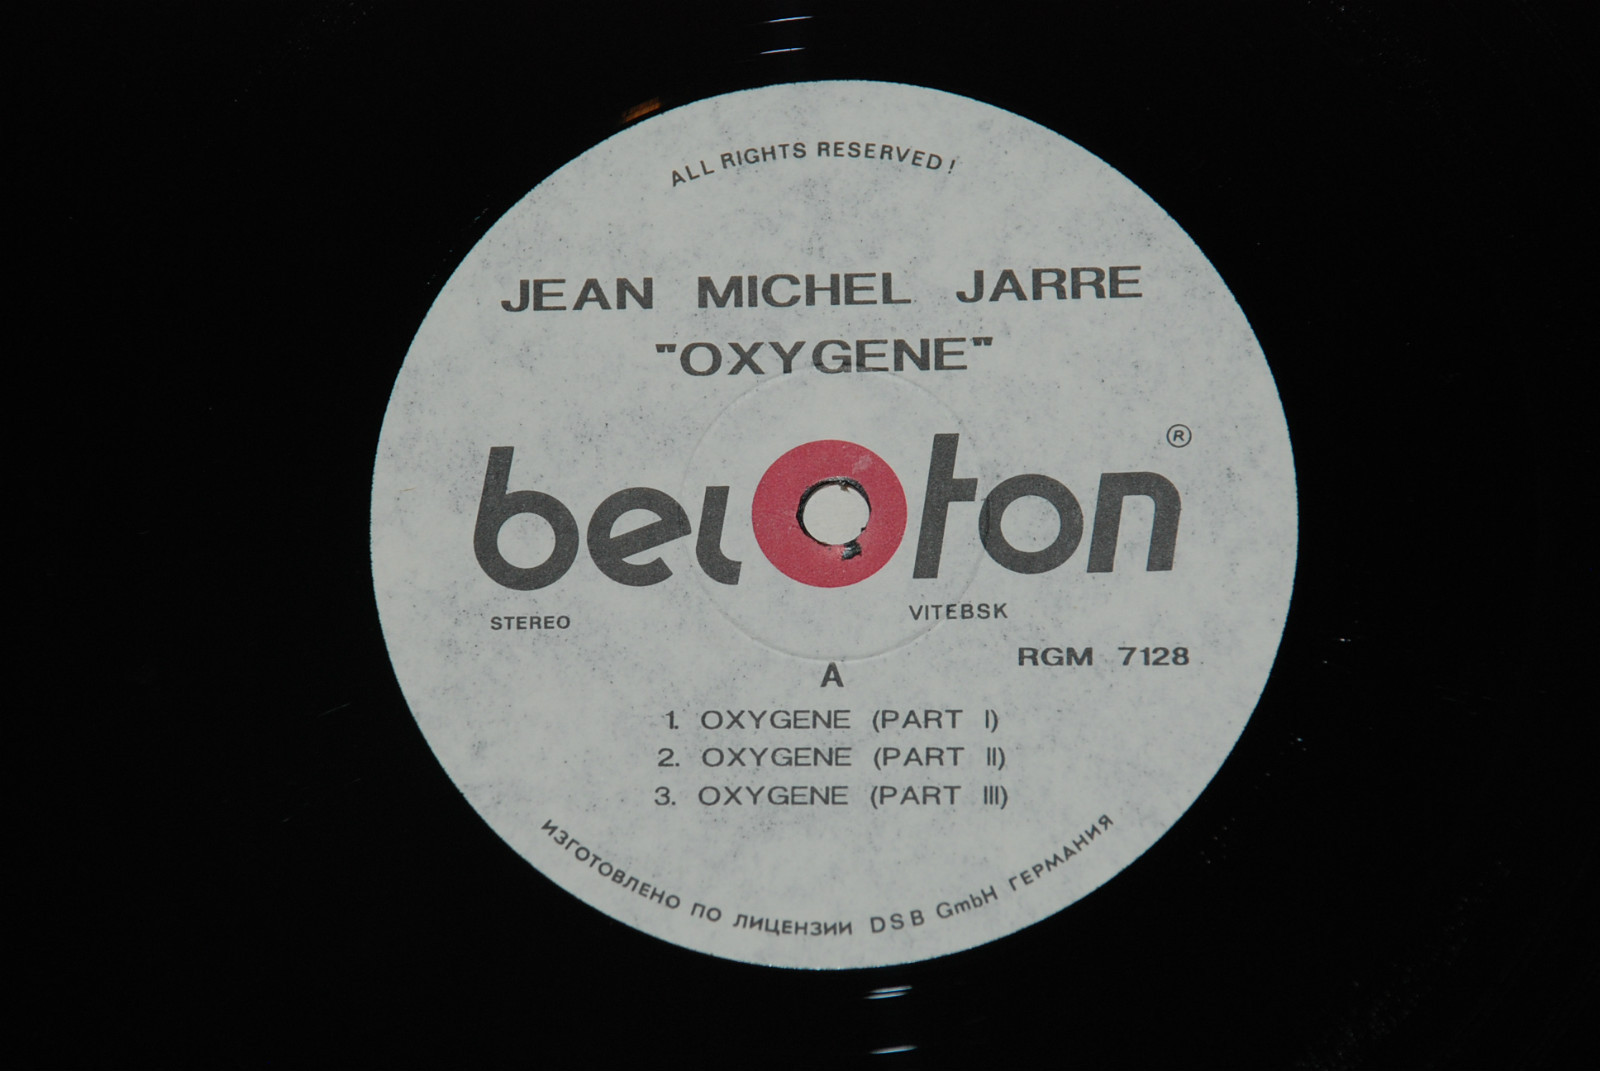 ALL RIGHTS RESERVED!
JEAN MICHEL JARRE
"OXYGENE"
beloton ®
STEREO
VITEBSK
RGM 7128
A
1. OXYGENE (PART I)
2. OXYGENE (PART II)
3. OXYGENE (PART III)
ИЗГОТОВЛЕНО ПО ЛИЦЕНЗИИ DSB GmbH ГЕРМАНИЯ